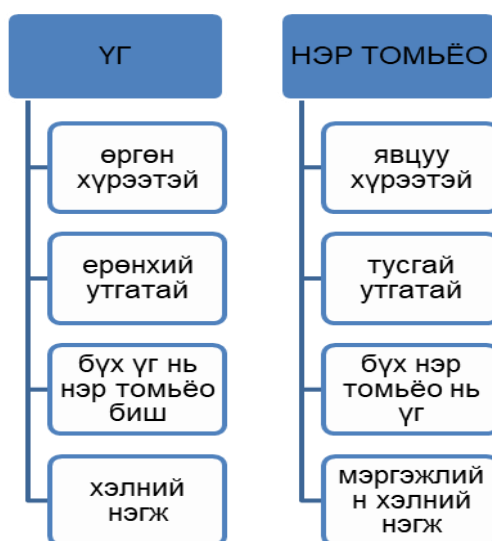 ҮГ
өргөн
хүрээтэй
ерөнхий
утгатай
бүх үг нь
нэр томьёо
биш
хэлний
нэгж
НЭР ТОМЬЁО
явцуу
хүрээтэй
тусгай
утгатай
бүх нэр
томьёо нь
үг
мэргэжлий
н хэлний
нэгж